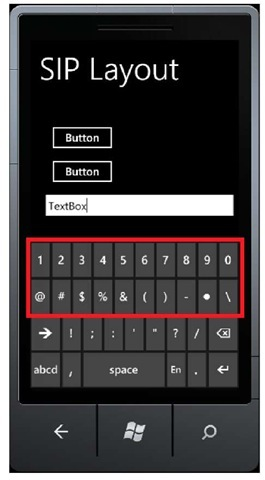 SIP Layout
Button
Button
TextBox
1 2 3 4 5 6 7 8 9 0
@ # $ % & ( ) - \
! ; : ' " ? /
abcd , space En .